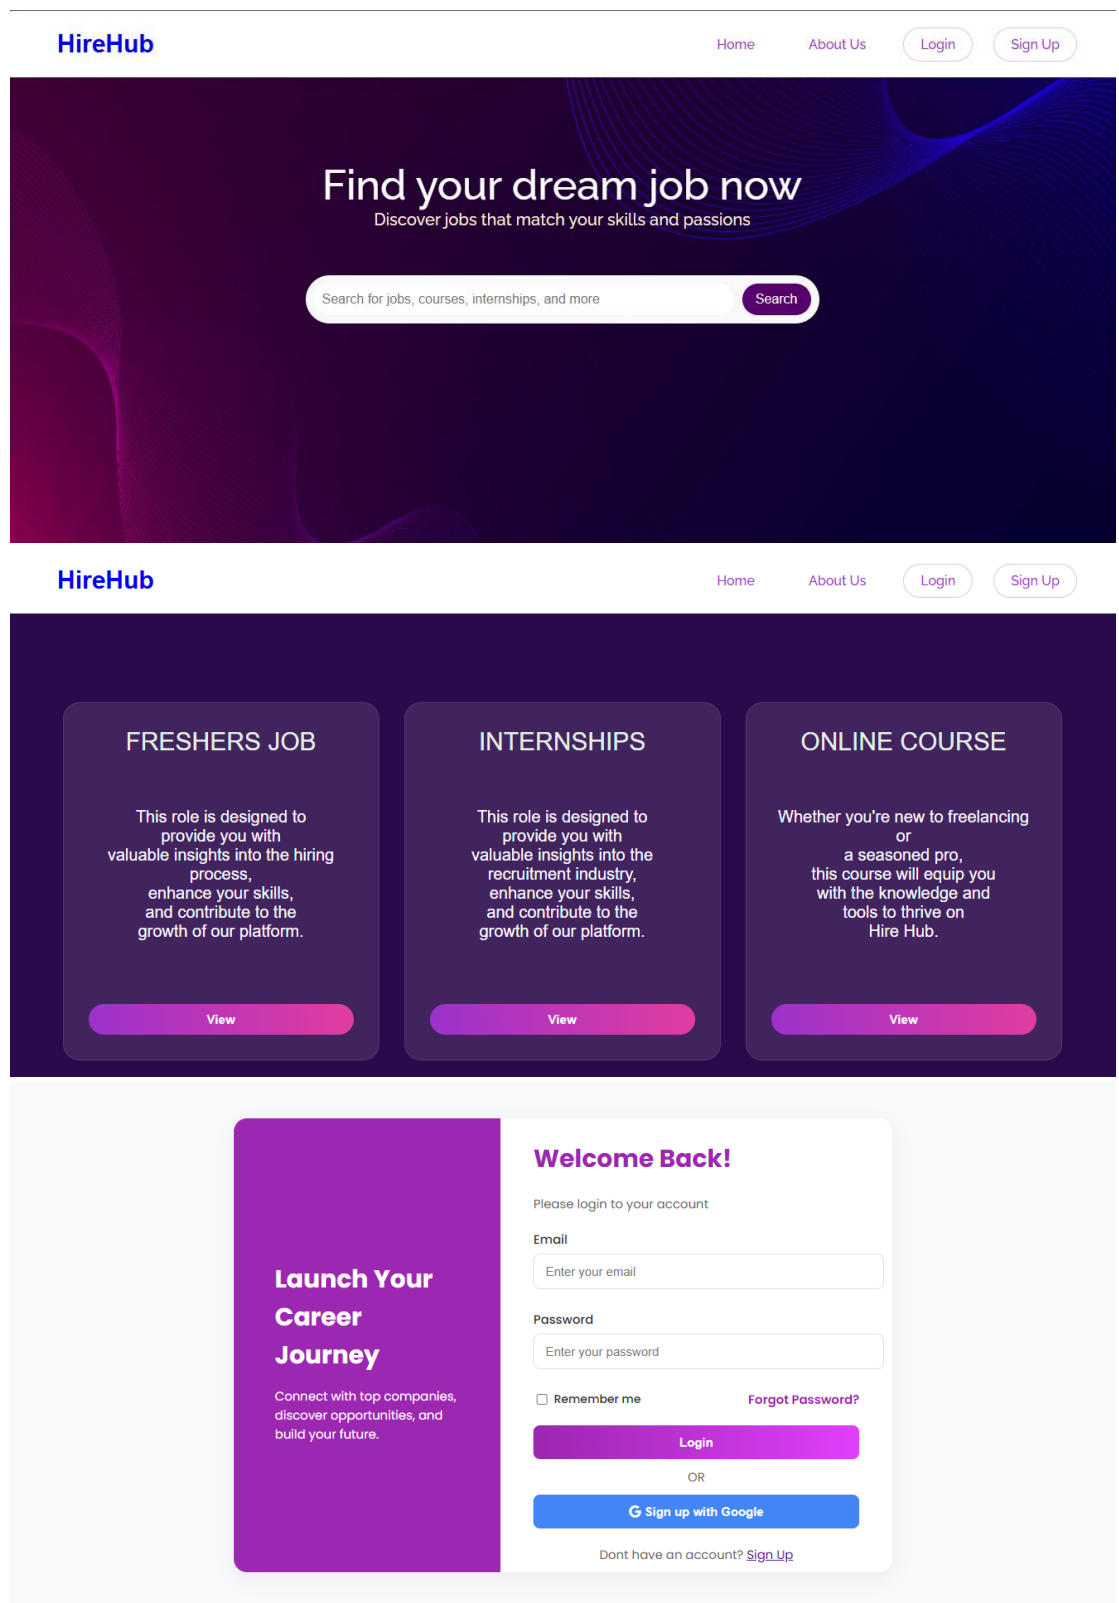 HireHub
Home
About Us
Login
Sign Up
Find your dream job now
Discover jobs that match your skills and passions
Search for jobs, courses, internships, and more
Search
HireHub
Home
About Us
Login
Sign Up
FRESHERS JOB
This role is designed to
provide you with
valuable insights into the hiring
process,
enhance your skills,
and contribute to the
growth of our platform.
View
INTERNSHIPS
This role is designed to
provide you with
valuable insights into the
recruitment industry,
enhance your skills,
and contribute to the
growth of our platform.
View
ONLINE COURSE
Whether you're new to freelancing
or
a seasoned pro,
this course will equip you
with the knowledge and
tools to thrive on
Hire Hub.
View
Launch Your
Career
Journey
Connect with top companies,
discover opportunities, and
build your future.
Welcome Back!
Please login to your account
Email
Enter your email
Password
Enter your password
Remember me
Forgot Password?
Login
OR
G Sign up with Google
Dont have an account? Sign Up